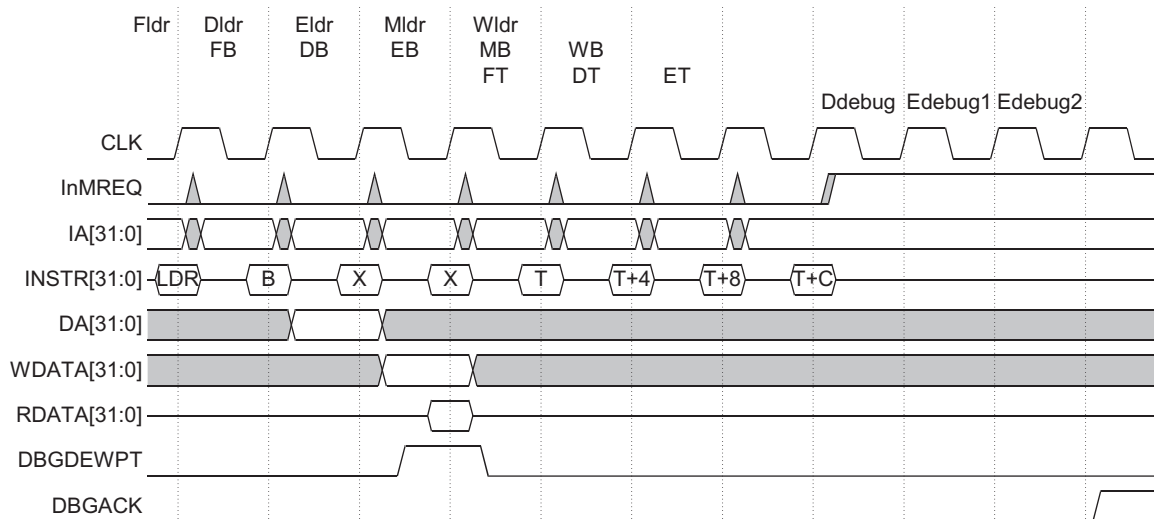 Fldr Dldr Eldr Mldr Wldr
FB DB EB MB WB
FT DT ET
Ddebug Edebug1 Edebug2
CLK
InMREQ
IA[31:0]
INSTR[31:0] LDR B X X T T+4 T+8 T+C
DA[31:0]
WDATA[31:0]
RDATA[31:0]
DBGDEWPT
DBGACK